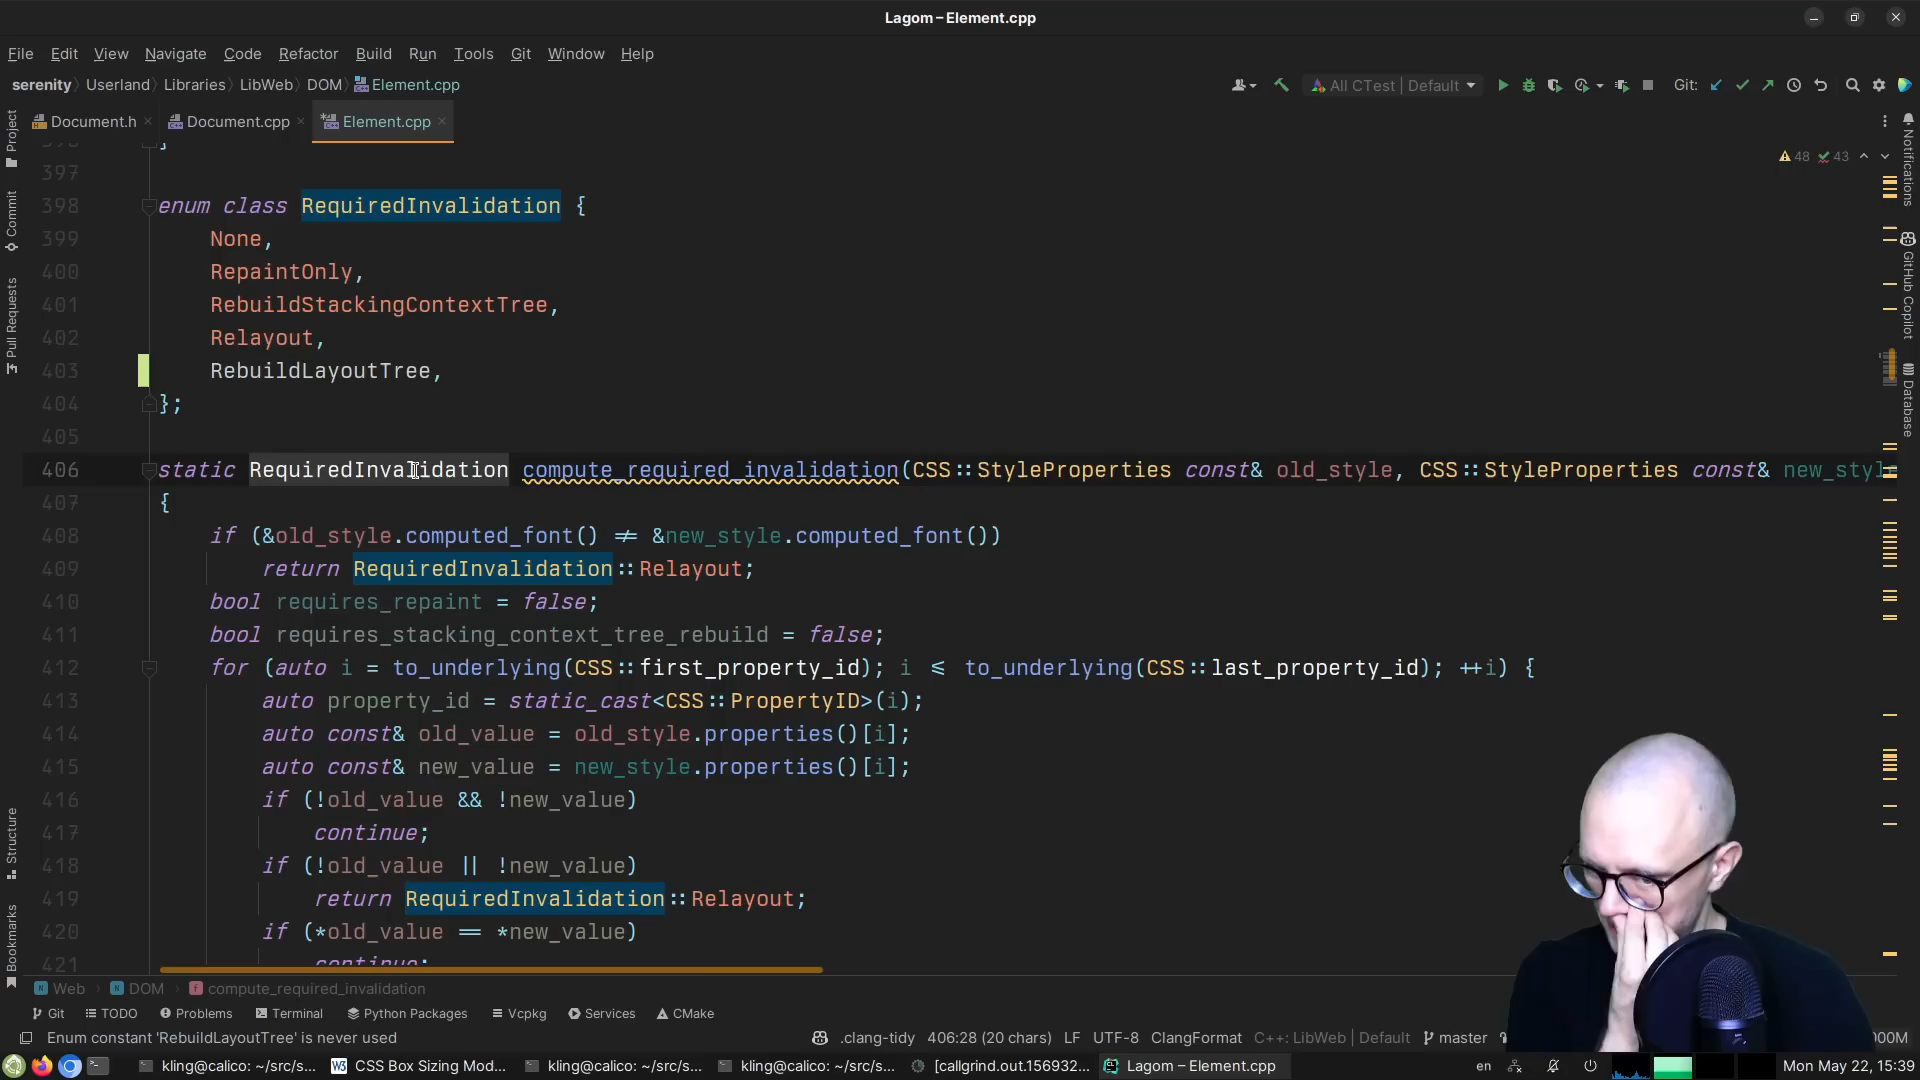 Lagom – Element.cpp
File Edit View Navigate Code Refactor Build Run Tools Git Window Help
serenity Userland Libraries LibWeb DOM Element.cpp
All CTest | Default Git:
Document.h Document.cpp Element.cpp
48 43
397
398 enum class RequiredInvalidation {
399 None,
400 RepaintOnly,
401 RebuildStackingContextTree,
402 Relayout,
403 RebuildLayoutTree,
404 };
405
406 static RequiredInvalidation compute_required_invalidation(CSS::StyleProperties const& old_style, CSS::StyleProperties const& new_style
407 {
408 if (&old_style.computed_font() != &new_style.computed_font())
409 return RequiredInvalidation::Relayout;
410 bool requires_repaint = false;
411 bool requires_stacking_context_tree_rebuild = false;
412 for (auto i = to_underlying(CSS::first_property_id); i <= to_underlying(CSS::last_property_id); ++i) {
413 auto property_id = static_cast<CSS::PropertyID>(i);
414 auto const& old_value = old_style.properties()[i];
415 auto const& new_value = new_style.properties()[i];
416 if (!old_value && !new_value)
417 continue;
418 if (!old_value || !new_value)
419 return RequiredInvalidation::Relayout;
420 if (*old_value == *new_value)
421 continue;
Project
Commit
Pull Requests
Structure
Bookmarks
Notifications
GitHub Copilot
Database
Web DOM compute_required_invalidation
Git TODO Problems Terminal Python Packages Vcpkg Services CMake
Enum constant 'RebuildLayoutTree' is never used .clang-tidy 406:28 (20 chars) LF UTF-8 ClangFormat C++: LibWeb | Default master
kling@calico: ~/src/s... CSS Box Sizing Mod... kling@calico: ~/src/s... kling@calico: ~/src/s... [callgrind.out.156932... Lagom – Element.cpp en Mon May 22, 15:39